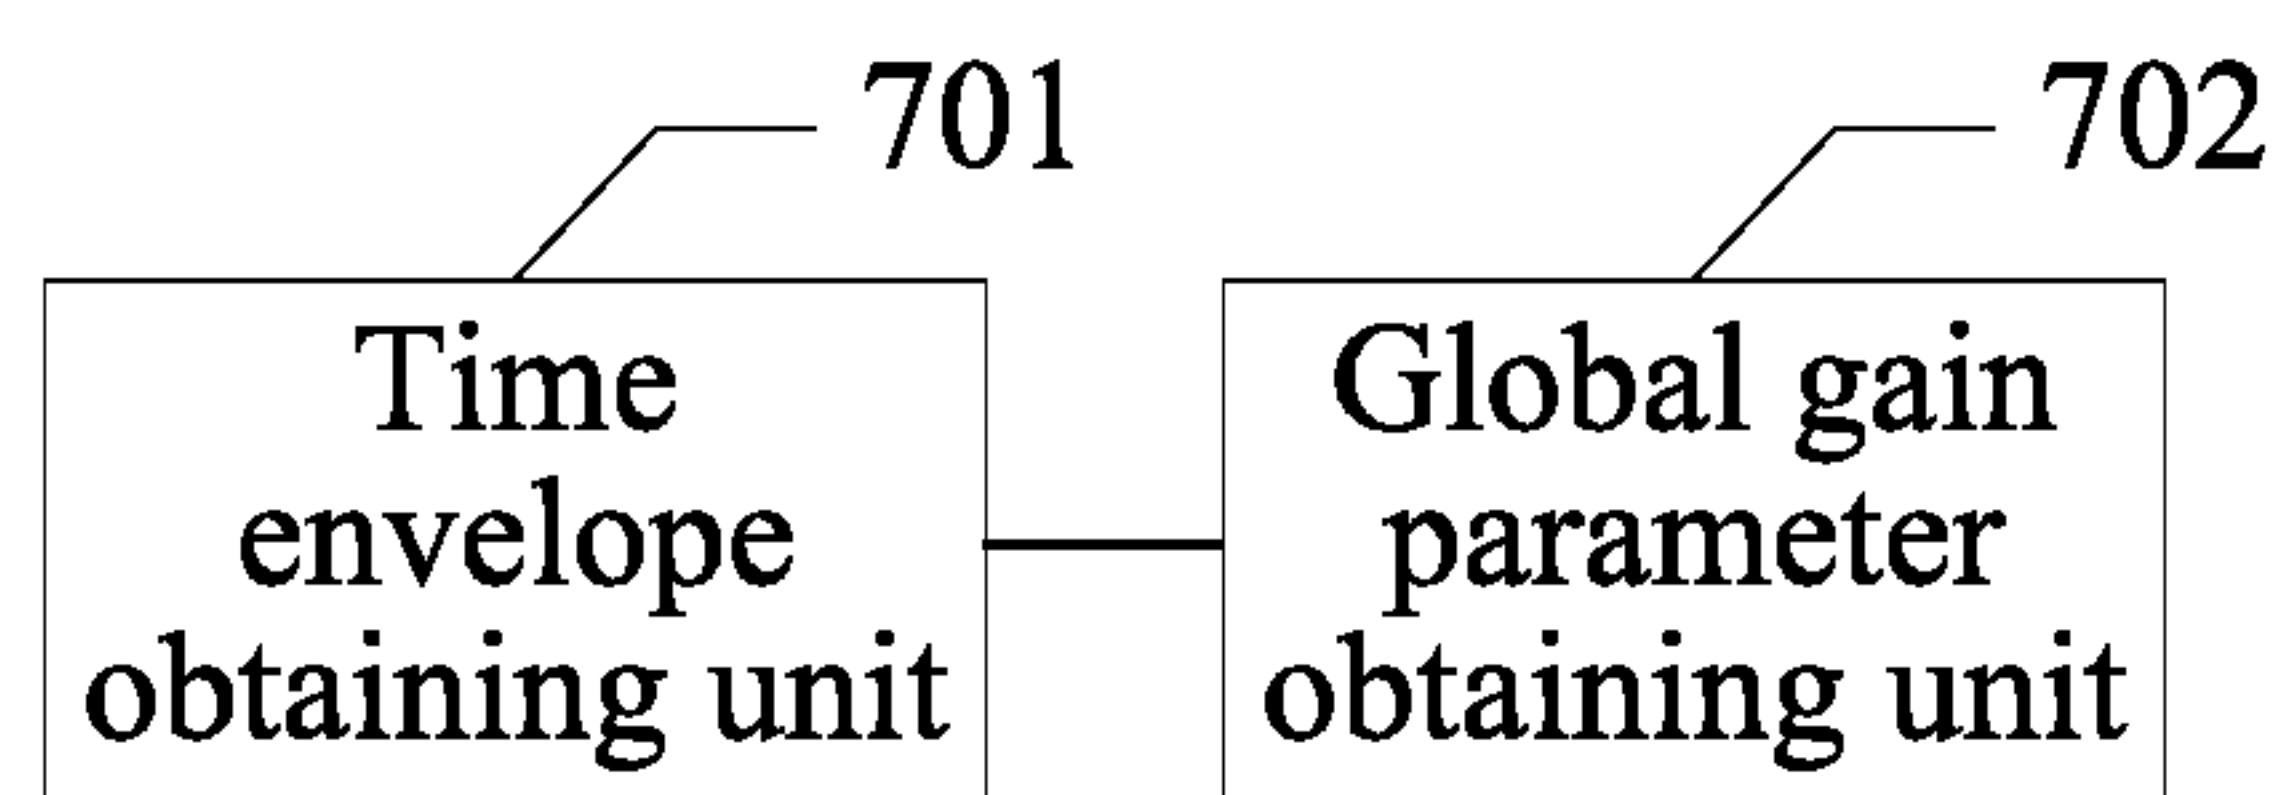 701
702
Time
envelope
obtaining unit
Global gain
parameter
obtaining unit